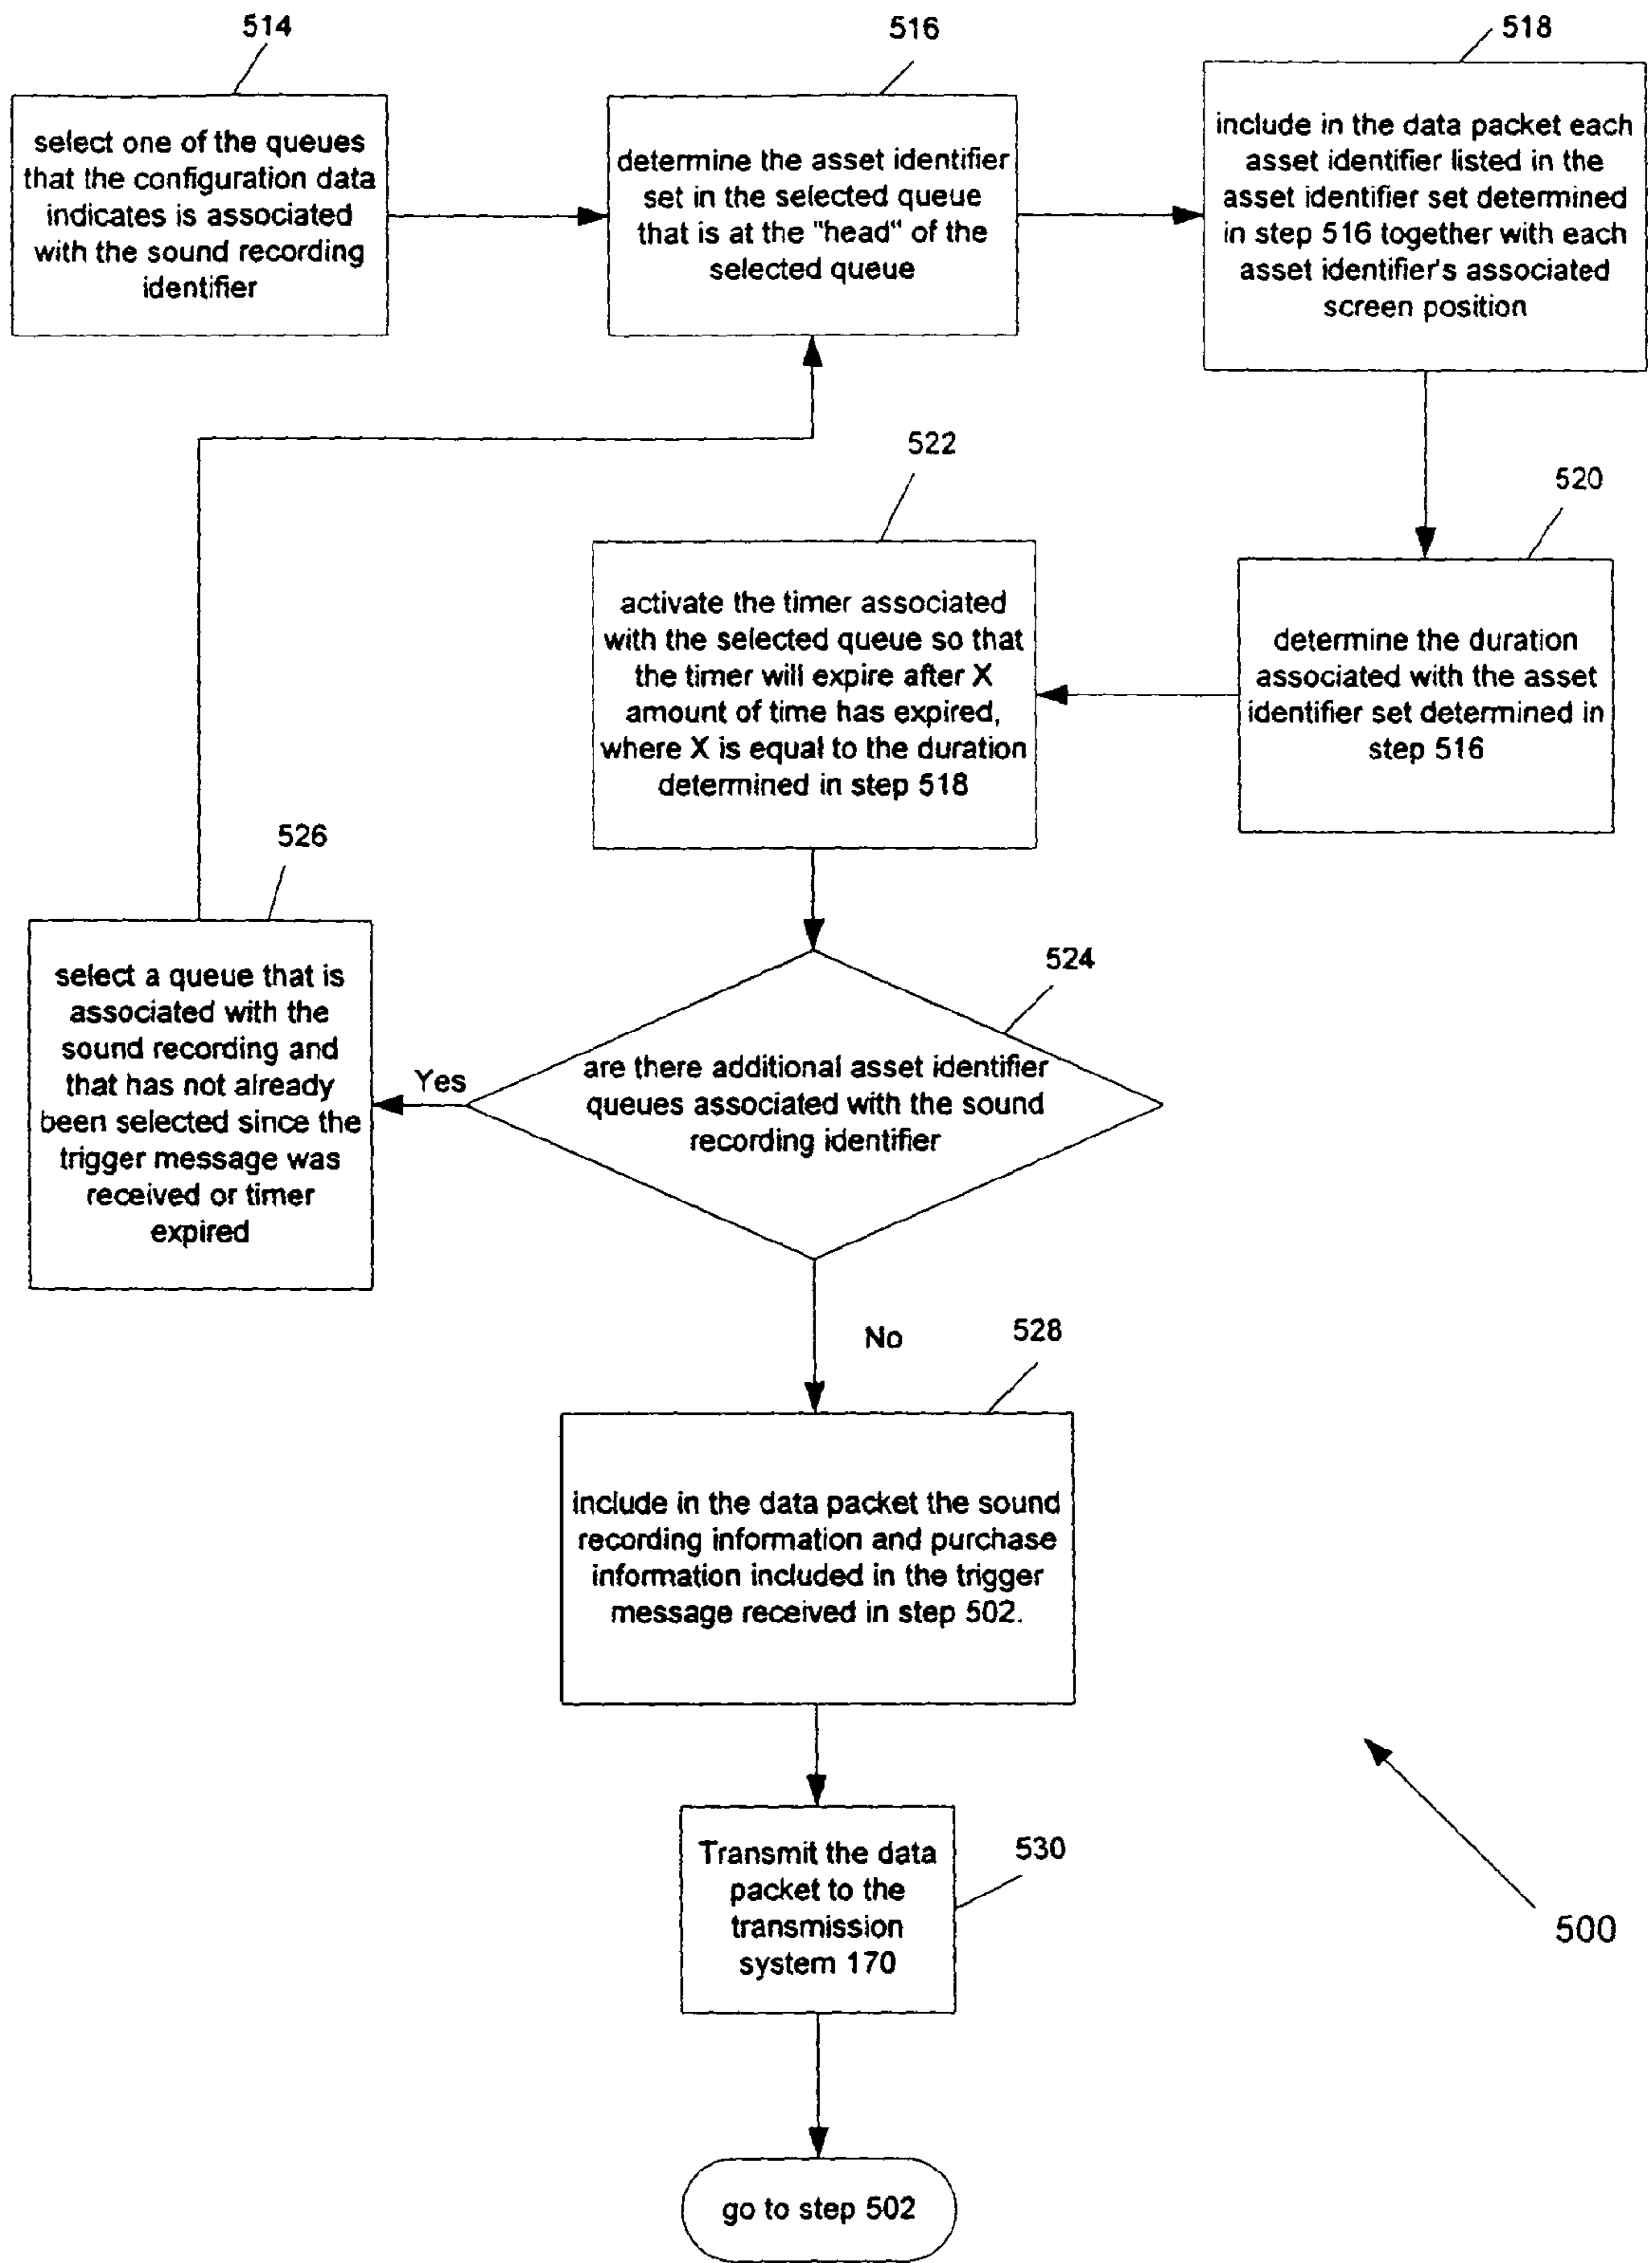 514
select one of the queues
that the configuration data
indicates is associated
with the sound recording
identifier
516
determine the asset identifier
set in the selected queue
that is at the "head" of the
selected queue
518
include in the data packet each
asset identifier listed in the
asset identifier set determined
in step 516 together with each
asset identifier's associated
screen position
520
determine the duration
associated with the asset
identifier set determined in
step 516
522
activate the timer associated
with the selected queue so that
the timer will expire after X
amount of time has expired,
where X is equal to the duration
determined in step 518
524
are there additional asset identifier
queues associated with the sound
recording identifier
Yes
526
select a queue that is
associated with the
sound recording and
that has not already
been selected since the
trigger message was
received or timer
expired
No
528
include in the data packet the sound
recording information and purchase
information included in the trigger
message received in step 502.
530
Transmit the data
packet to the
transmission
system 170
500
go to step 502